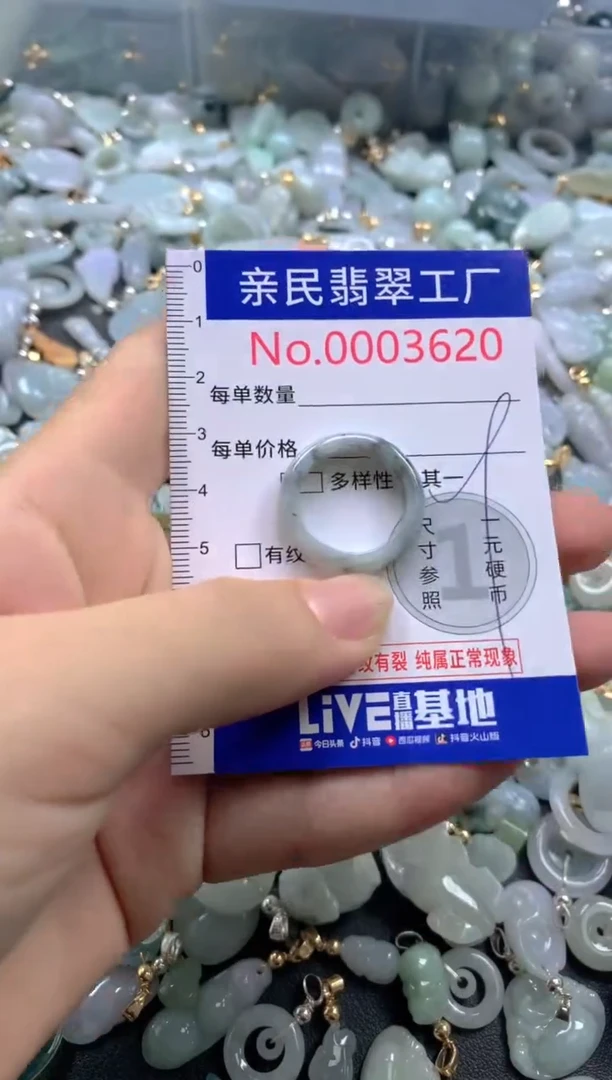 亲民翡翠工厂
No.0003620
每单数量
每单价格
多样性 其一
有纹
尺寸参照
1
一元硬币
纹有裂 纯属正常现象
LiVE直播基地
今日头条 抖音 西瓜视频 抖音火山版
0
1
2
3
4
5